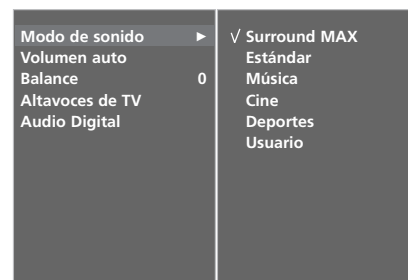 Modo de sonido ►
Volumen auto
Balance 0
Altavoces de TV
Audio Digital
√ Surround MAX
Estándar
Música
Cine
Deportes
Usuario